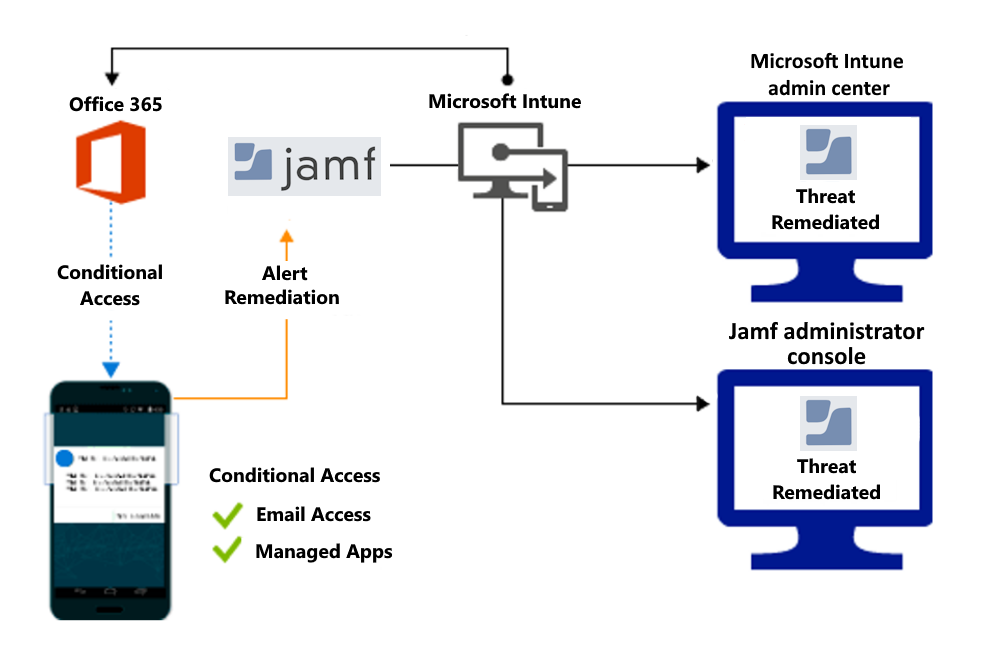 Microsoft Intune
admin center
Office 365
Microsoft Intune
jamf
Threat
Remediated
Conditional
Access
Alert
Remediation
Jamf administrator
console
Threat
Remediated
Conditional Access
Email Access
Managed Apps